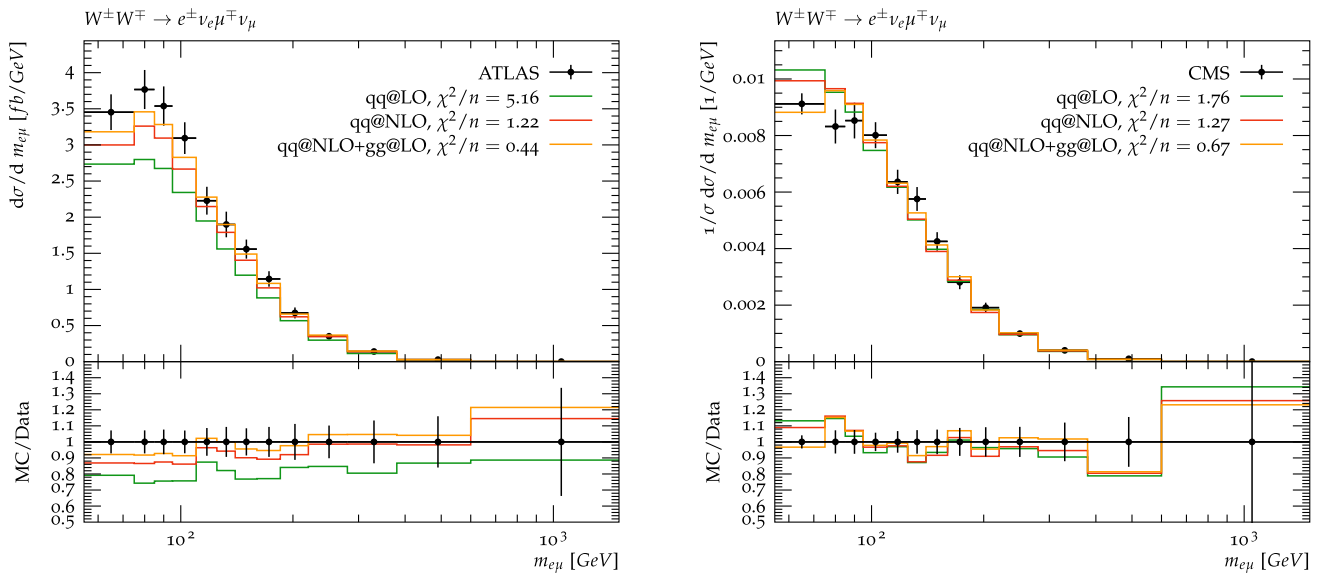 W±W∓ → e±νₑμ∓ν_μ
ATLAS
qq@LO, χ²/n = 5.16
qq@NLO, χ²/n = 1.22
qq@NLO+gg@LO, χ²/n = 0.44
dσ/d m_eμ [fb/GeV]
4
3.5
3
2.5
2
1.5
1
0.5
0
MC/Data
1.4
1.3
1.2
1.1
1
0.9
0.8
0.7
0.6
0.5
10² 10³
m_eμ [GeV]
W±W∓ → e±νₑμ∓ν_μ
CMS
qq@LO, χ²/n = 1.76
qq@NLO, χ²/n = 1.27
qq@NLO+gg@LO, χ²/n = 0.67
1/σ dσ/d m_eμ [1/GeV]
0.01
0.008
0.006
0.004
0.002
0
MC/Data
1.4
1.3
1.2
1.1
1
0.9
0.8
0.7
0.6
0.5
10² 10³
m_eμ [GeV]